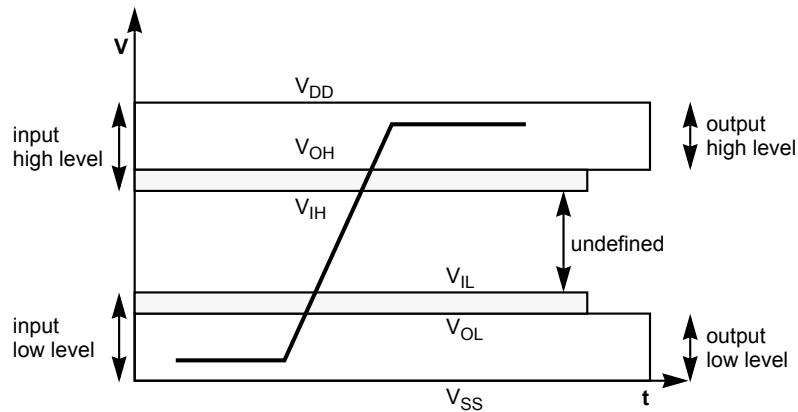 V
V_DD
input
high level
output
high level
V_OH
V_IH
undefined
V_IL
input
low level
V_OL
output
low level
V_SS
t